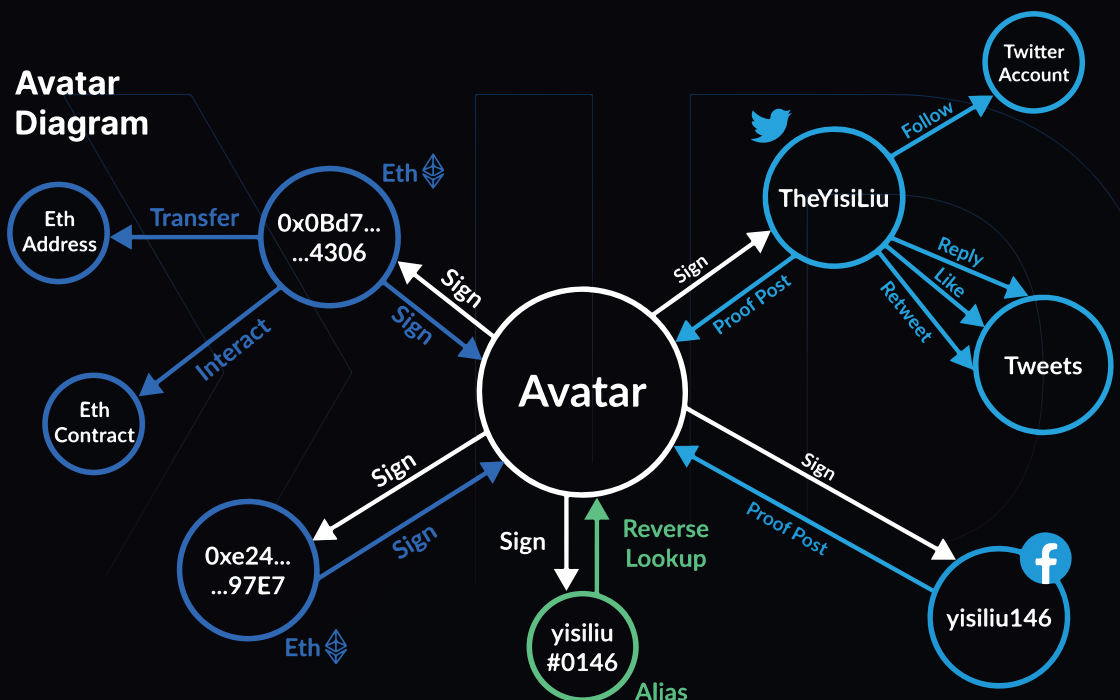 Avatar
Diagram
Twitter
Account
Follow
Eth
TheYisiLiu
Eth
Address
Transfer
0x0Bd7...
...4306
Sign
Sign
Sign
Proof Post
Reply
Like
Retweet
Interact
Tweets
Avatar
Eth
Contract
Sign
Sign
Sign
Reverse
Lookup
Sign
Proof Post
0xe24...
...97E7
Eth
yisiliu
#0146
Alias
f
yisiliu146